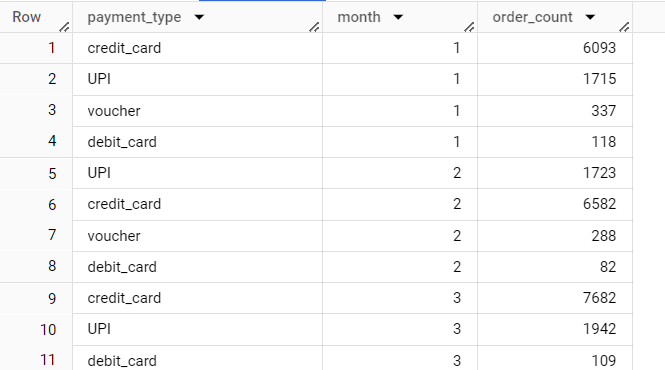 Row payment_type month order_count
1 credit_card 1 6093
2 UPI 1 1715
3 voucher 1 337
4 debit_card 1 118
5 UPI 2 1723
6 credit_card 2 6582
7 voucher 2 288
8 debit_card 2 82
9 credit_card 3 7682
10 UPI 3 1942
11 debit_card 3 109